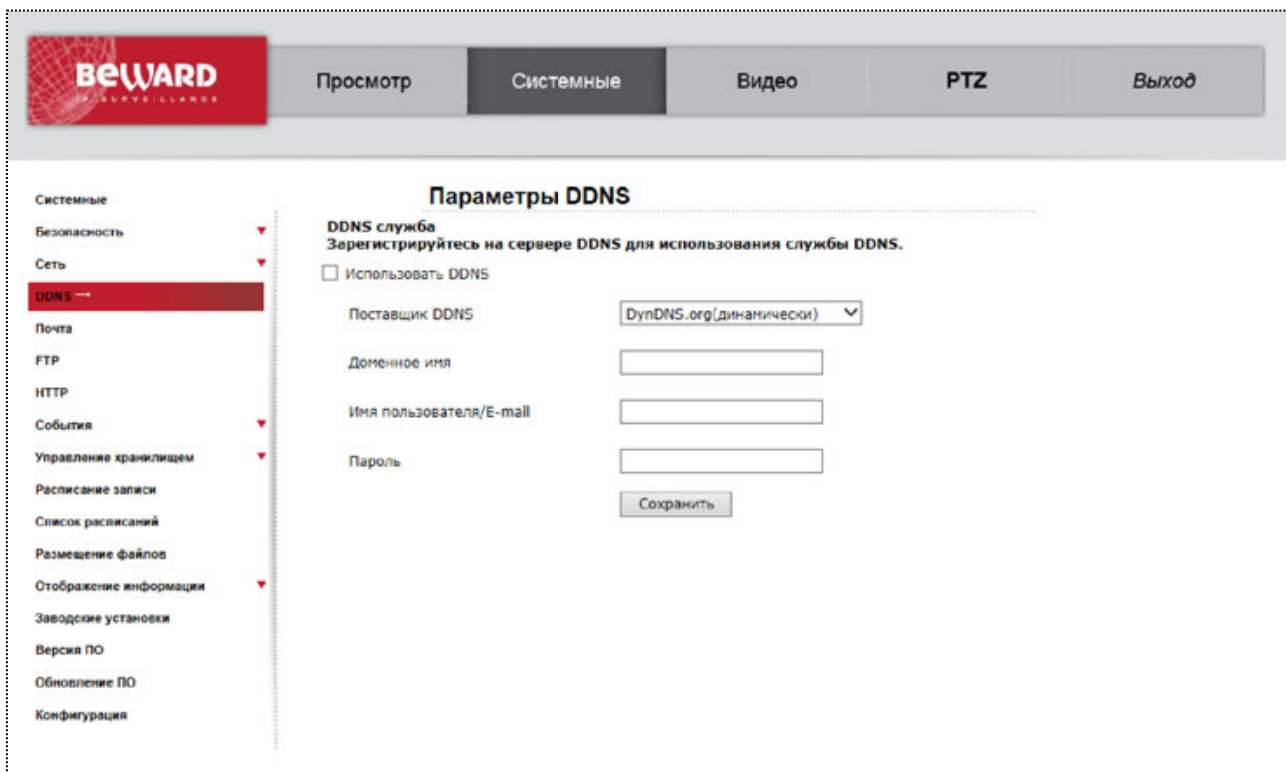 BEWARD
IP SURVEILLANCE
Просмотр
Системные
Видео
PTZ
Выход
Системные
Безопасность
Сеть
DDNS →
Почта
FTP
HTTP
События
Управление хранилищем
Расписание записи
Список расписаний
Размещение файлов
Отображение информации
Заводские установки
Версия ПО
Обновление ПО
Конфигурация
Параметры DDNS
DDNS служба
Зарегистрируйтесь на сервере DDNS для использования службы DDNS.
Использовать DDNS
Поставщик DDNS
DynDNS.org(динамически)
Доменное имя
Имя пользователя/E-mail
Пароль
Сохранить